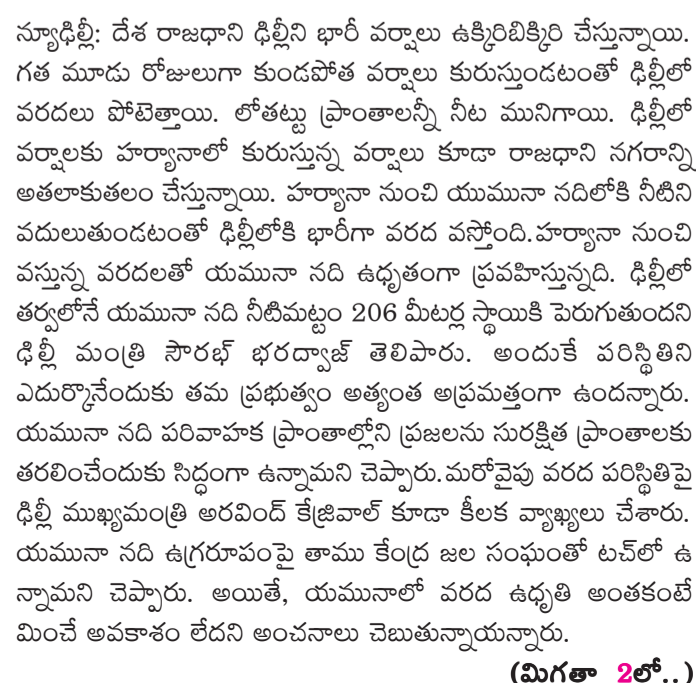 న్యూఢిల్లీ: దేశ రాజధాని ఢిల్లీని భారీ వర్షాలు ఉక్కిరిబిక్కిరి చేస్తున్నాయి.
గత మూడు రోజులుగా కుండపోత వర్షాలు కురుస్తుండటంతో ఢిల్లీలో
వరదలు పోటెత్తాయి. లోతట్టు ప్రాంతాలన్నీ నీట మునిగాయి. ఢిల్లీలో
వర్షాలకు హర్యానాలో కురుస్తున్న వర్షాలు కూడా రాజధాని నగరాన్ని
అతలాకుతలం చేస్తున్నాయి. హర్యానా నుంచి యుమునా నదిలోకి నీటిని
వదులుతుండటంతో ఢిల్లీలోకి భారీగా వరద వస్తోంది.హర్యానా నుంచి
వస్తున్న వరదలతో యమునా నది ఉధృతంగా ప్రవహిస్తున్నది. ఢిల్లీలో
తర్వలోనే యమునా నది నీటిమట్టం 206 మీటర్ల స్థాయికి పెరుగుతుందని
ఢిల్లీ మంత్రి సౌరభ్ భరద్వాజ్ తెలిపారు. అందుకే పరిస్థితిని
ఎదుర్కొనేందుకు తమ ప్రభుత్వం అత్యంత అప్రమత్తంగా ఉందన్నారు.
యమునా నది పరివాహక ప్రాంతాల్లోని ప్రజలను సురక్షిత ప్రాంతాలకు
తరలించేందుకు సిద్ధంగా ఉన్నామని చెప్పారు.మరోవైపు వరద పరిస్థితిపై
ఢిల్లీ ముఖ్యమంత్రి అరవింద్ కేజ్రివాల్ కూడా కీలక వ్యాఖ్యలు చేశారు.
యమునా నది ఉగ్రరూపంపై తాము కేంద్ర జల సంఘంతో టచ్‌లో ఉ
న్నామని చెప్పారు. అయితే, యమునాలో వరద ఉధృతి అంతకంటే
మించే అవకాశం లేదని అంచనాలు చెబుతున్నాయన్నారు.
(మిగతా 2లో..)